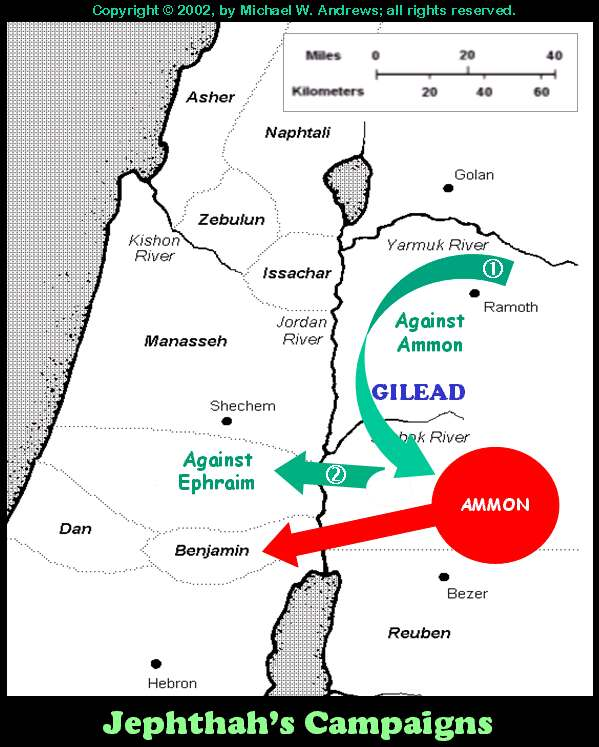 Copyright © 2002, by Michael W. Andrews; all rights reserved.
Miles 0 20 40
Kilometers 20 40 60
Asher
Naphtali
Golan
Zebulun
Kishon
River
Yarmuk River
Issachar
①
Ramoth
Jordan
River
Against
Ammon
Manasseh
GILEAD
Shechem
River
Against
Ephraim
②
AMMON
Dan
Benjamin
Bezer
Reuben
Hebron
Jephthah's Campaigns